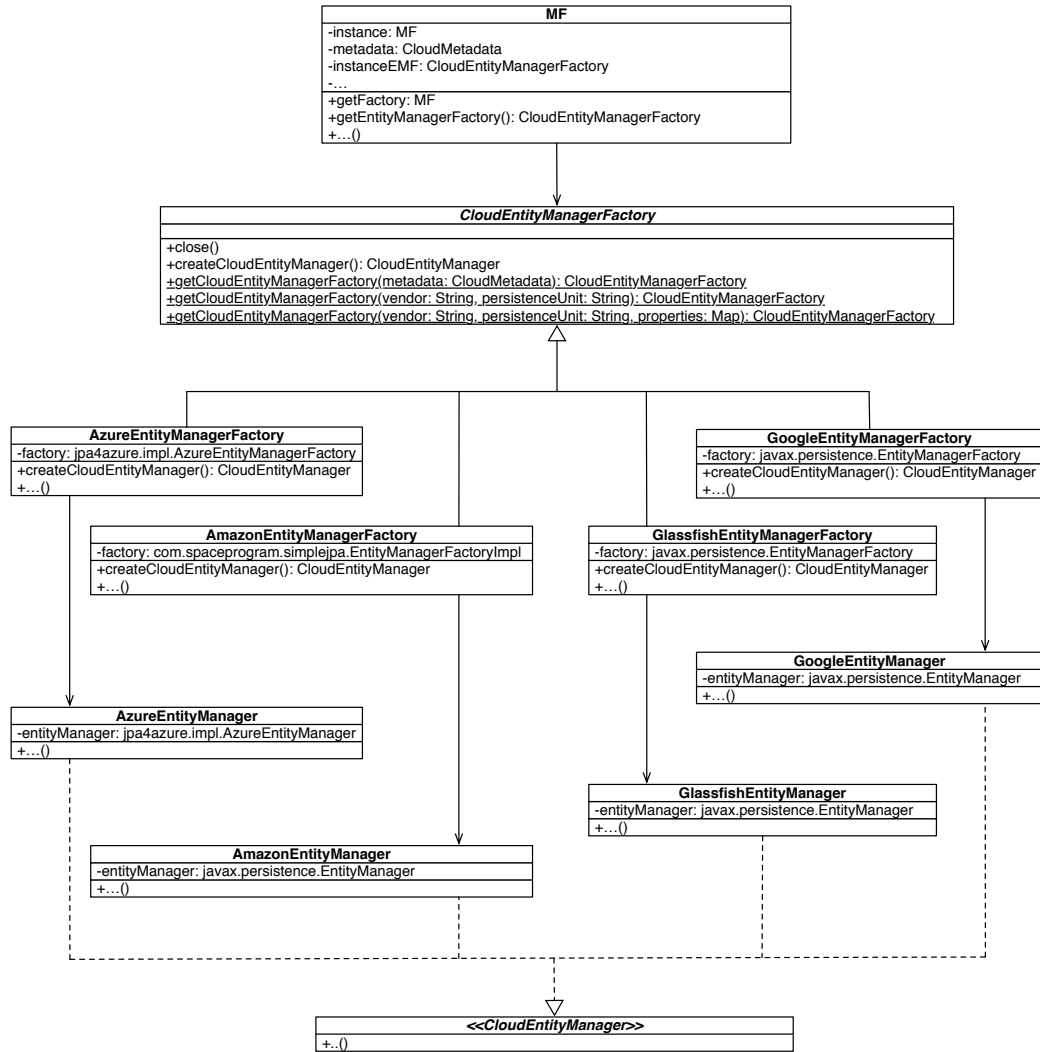 MF
-instance: MF
-metadata: CloudMetadata
-instanceEMF: CloudEntityManagerFactory
-…
+getFactory: MF
+getEntityManagerFactory(): CloudEntityManagerFactory
+…()
CloudEntityManagerFactory
+close()
+createCloudEntityManager(): CloudEntityManager
+getCloudEntityManagerFactory(metadata: CloudMetadata): CloudEntityManagerFactory
+getCloudEntityManagerFactory(vendor: String, persistenceUnit: String): CloudEntityManagerFactory
+getCloudEntityManagerFactory(vendor: String, persistenceUnit: String, properties: Map): CloudEntityManagerFactory
AzureEntityManagerFactory
-factory: jpa4azure.impl.AzureEntityManagerFactory
+createCloudEntityManager(): CloudEntityManager
+…()
GoogleEntityManagerFactory
-factory: javax.persistence.EntityManagerFactory
+createCloudEntityManager(): CloudEntityManager
+…()
AmazonEntityManagerFactory
-factory: com.spaceprogram.simplejpa.EntityManagerFactoryImpl
+createCloudEntityManager(): CloudEntityManager
+…()
GlassfishEntityManagerFactory
-factory: javax.persistence.EntityManagerFactory
+createCloudEntityManager(): CloudEntityManager
+…()
GoogleEntityManager
-entityManager: javax.persistence.EntityManager
+…()
AzureEntityManager
-entityManager: jpa4azure.impl.AzureEntityManager
+…()
GlassfishEntityManager
-entityManager: javax.persistence.EntityManager
+…()
AmazonEntityManager
-entityManager: javax.persistence.EntityManager
+…()
<<CloudEntityManager>>
+..()